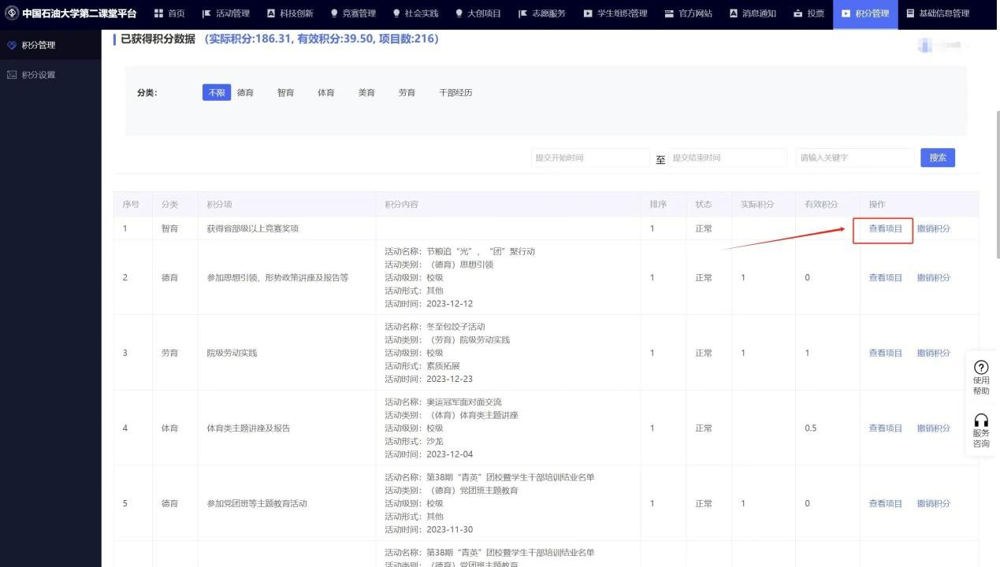 中国石油大学第二课堂平台 首页 活动管理 科技创新 竞赛管理 社会实践 大创项目 志愿服务 学生组织管理 官方网站 消息通知 投票 积分管理 基础信息管理
积分管理
积分设置
已获得积分数据 (实际积分:186.31, 有效积分:39.50, 项目数:216)
分类: 不限 德育 智育 体育 美育 劳育 干部经历
提交开始时间 至 提交结束时间 请输入关键字 搜索
序号 分类 积分项 积分内容 排序 状态 实际积分 有效积分 操作
1 智育 获得省部级以上竞赛奖项 1 正常 查看项目 撤销积分
活动名称: 节粮追“光”，“团”聚行动
活动类别: (德育) 思想引领
2 德育 参加思想引领、形势政策讲座及报告等 活动级别: 校级 1 正常 1 0 查看项目 撤销积分
活动形式: 其他
活动时间: 2023-12-12
活动名称: 冬至包饺子活动
活动类别: (劳育) 院级劳动实践
3 劳育 院级劳动实践 活动级别: 校级 1 正常 1 1 查看项目 撤销积分
活动形式: 素质拓展
活动时间: 2023-12-23
活动名称: 奥运冠军面对面交流
活动类别: (体育) 体育类主题讲座
4 体育 体育类主题讲座及报告 活动级别: 校级 1 正常 0.5 查看项目 撤销积分
活动形式: 沙龙
活动时间: 2023-12-04
活动名称: 第38期“青英”团校暨学生干部培训结业名单
活动类别: (德育) 党团班主题教育
5 德育 参加党团班等主题教育活动 活动级别: 校级 1 正常 1 0 查看项目 撤销积分
活动形式: 其他
活动时间: 2023-11-30
活动名称: 第38期“青英”团校暨学生干部培训结业名单
活动类别: (德育) 党团班主题教育
使用
帮助
服务
咨询